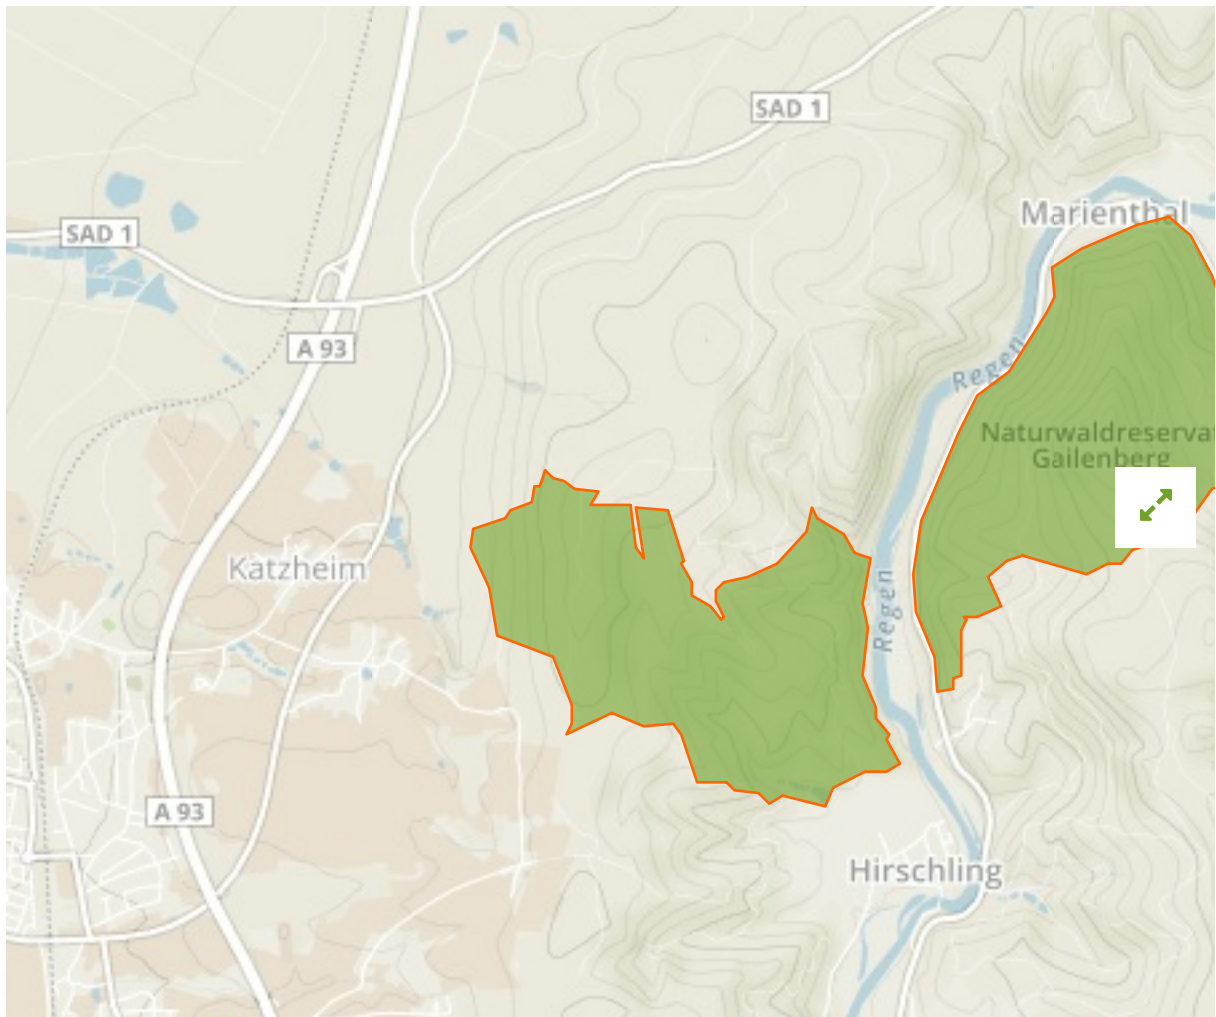 SAD 1
Marienthal
SAD 1
A 93
Regen
Naturwaldreservat
Gailenberg
Katzheim
Regen
A 93
Hirschling